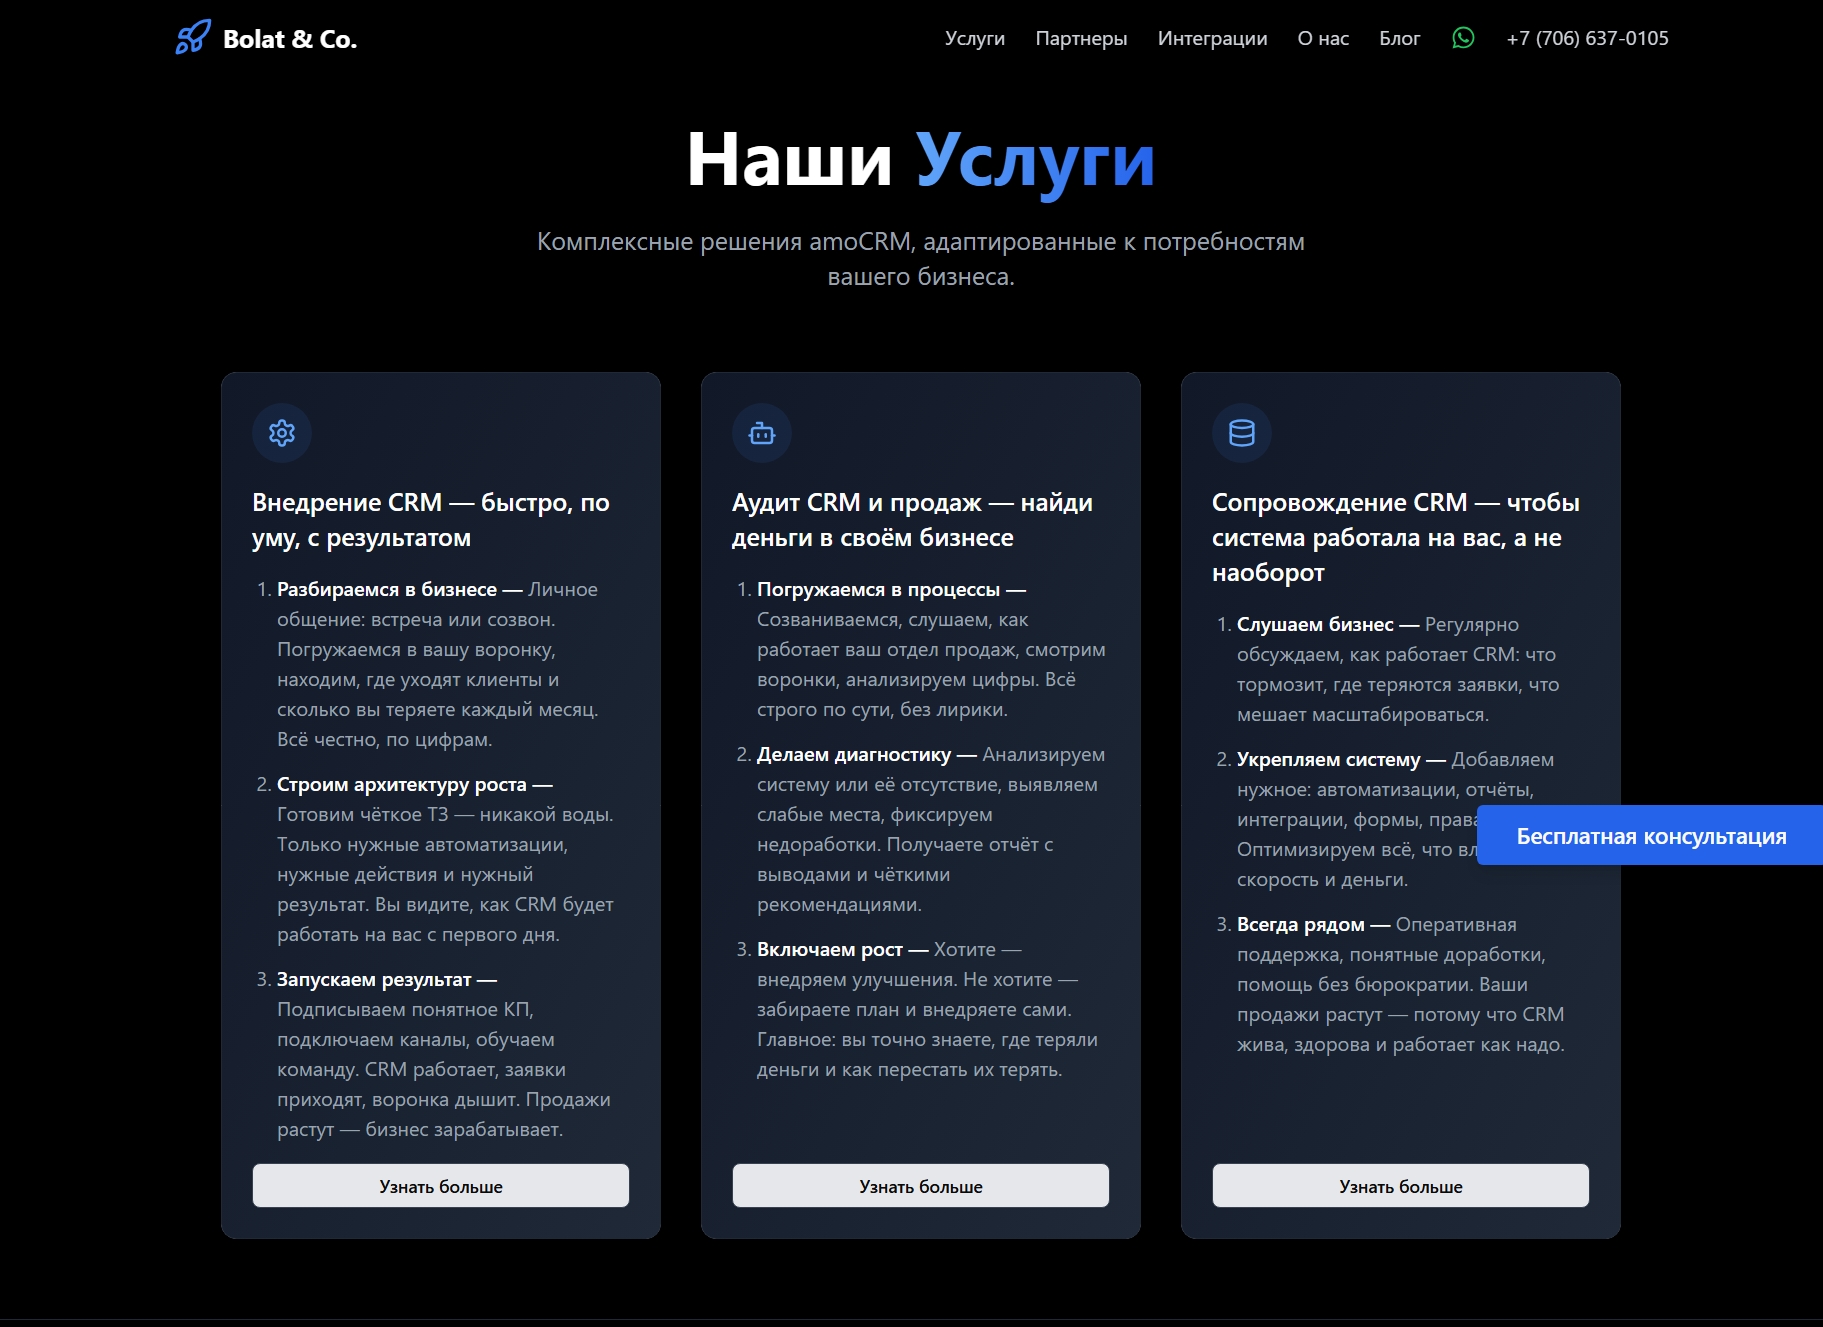 Bolat & Co.
Услуги
Партнеры
Интеграции
О нас
Блог
+7 (706) 637-0105
Наши Услуги
Комплексные решения amoCRM, адаптированные к потребностям
вашего бизнеса.
Внедрение CRM — быстро, по
уму, с результатом
1. Разбираемся в бизнесе — Личное
общение: встреча или созвон.
Погружаемся в вашу воронку,
находим, где уходят клиенты и
сколько вы теряете каждый месяц.
Всё честно, по цифрам.
2. Строим архитектуру роста —
Готовим чёткое ТЗ — никакой воды.
Только нужные автоматизации,
нужные действия и нужный
результат. Вы видите, как CRM будет
работать на вас с первого дня.
3. Запускаем результат —
Подписываем понятное КП,
подключаем каналы, обучаем
команду. CRM работает, заявки
приходят, воронка дышит. Продажи
растут — бизнес зарабатывает.
Узнать больше
Аудит CRM и продаж — найди
деньги в своём бизнесе
1. Погружаемся в процессы —
Созваниваемся, слушаем, как
работает ваш отдел продаж, смотрим
воронки, анализируем цифры. Всё
строго по сути, без лирики.
2. Делаем диагностику — Анализируем
систему или её отсутствие, выявляем
слабые места, фиксируем
недоработки. Получаете отчёт с
выводами и чёткими
рекомендациями.
3. Включаем рост — Хотите —
внедряем улучшения. Не хотите —
забираете план и внедряете сами.
Главное: вы точно знаете, где теряли
деньги и как перестать их терять.
Узнать больше
Сопровождение CRM — чтобы
система работала на вас, а не
наоборот
1. Слушаем бизнес — Регулярно
обсуждаем, как работает CRM: что
тормозит, где теряются заявки, что
мешает масштабироваться.
2. Укрепляем систему — Добавляем
нужное: автоматизации, отчёты,
интеграции, формы, права
Оптимизируем всё, что
скорость и деньги.
3. Всегда рядом — Оперативная
поддержка, понятные доработки,
помощь без бюрократии. Ваши
продажи растут — потому что CRM
жива, здорова и работает как надо.
Узнать больше
Бесплатная консультация